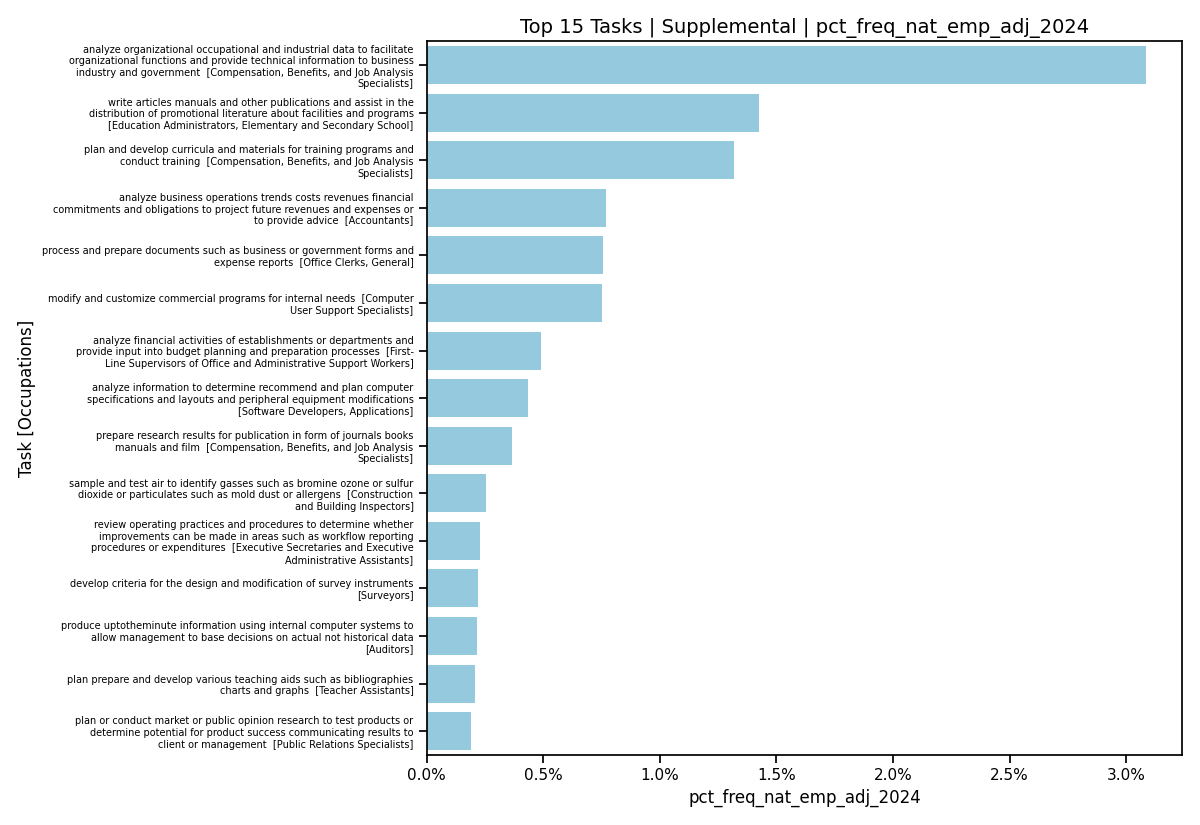 Top 15 Tasks | Supplemental | pct_freq_nat_emp_adj_2024
Task [Occupations]
analyze organizational occupational and industrial data to facilitate
organizational functions and provide technical information to business
industry and government  [Compensation, Benefits, and Job Analysis
Specialists]
write articles manuals and other publications and assist in the
distribution of promotional literature about facilities and programs
[Education Administrators, Elementary and Secondary School]
plan and develop curricula and materials for training programs and
conduct training  [Compensation, Benefits, and Job Analysis
Specialists]
analyze business operations trends costs revenues financial
commitments and obligations to project future revenues and expenses or
to provide advice  [Accountants]
process and prepare documents such as business or government forms and
expense reports  [Office Clerks, General]
modify and customize commercial programs for internal needs  [Computer
User Support Specialists]
analyze financial activities of establishments or departments and
provide input into budget planning and preparation processes  [First-
Line Supervisors of Office and Administrative Support Workers]
analyze information to determine recommend and plan computer
specifications and layouts and peripheral equipment modifications
[Software Developers, Applications]
prepare research results for publication in form of journals books
manuals and film  [Compensation, Benefits, and Job Analysis
Specialists]
sample and test air to identify gasses such as bromine ozone or sulfur
dioxide or particulates such as mold dust or allergens  [Construction
and Building Inspectors]
review operating practices and procedures to determine whether
improvements can be made in areas such as workflow reporting
procedures or expenditures  [Executive Secretaries and Executive
Administrative Assistants]
develop criteria for the design and modification of survey instruments
[Surveyors]
produce uptotheminute information using internal computer systems to
allow management to base decisions on actual not historical data
[Auditors]
plan prepare and develop various teaching aids such as bibliographies
charts and graphs  [Teacher Assistants]
plan or conduct market or public opinion research to test products or
determine potential for product success communicating results to
client or management  [Public Relations Specialists]
0.0% 0.5% 1.0% 1.5% 2.0% 2.5% 3.0%
pct_freq_nat_emp_adj_2024